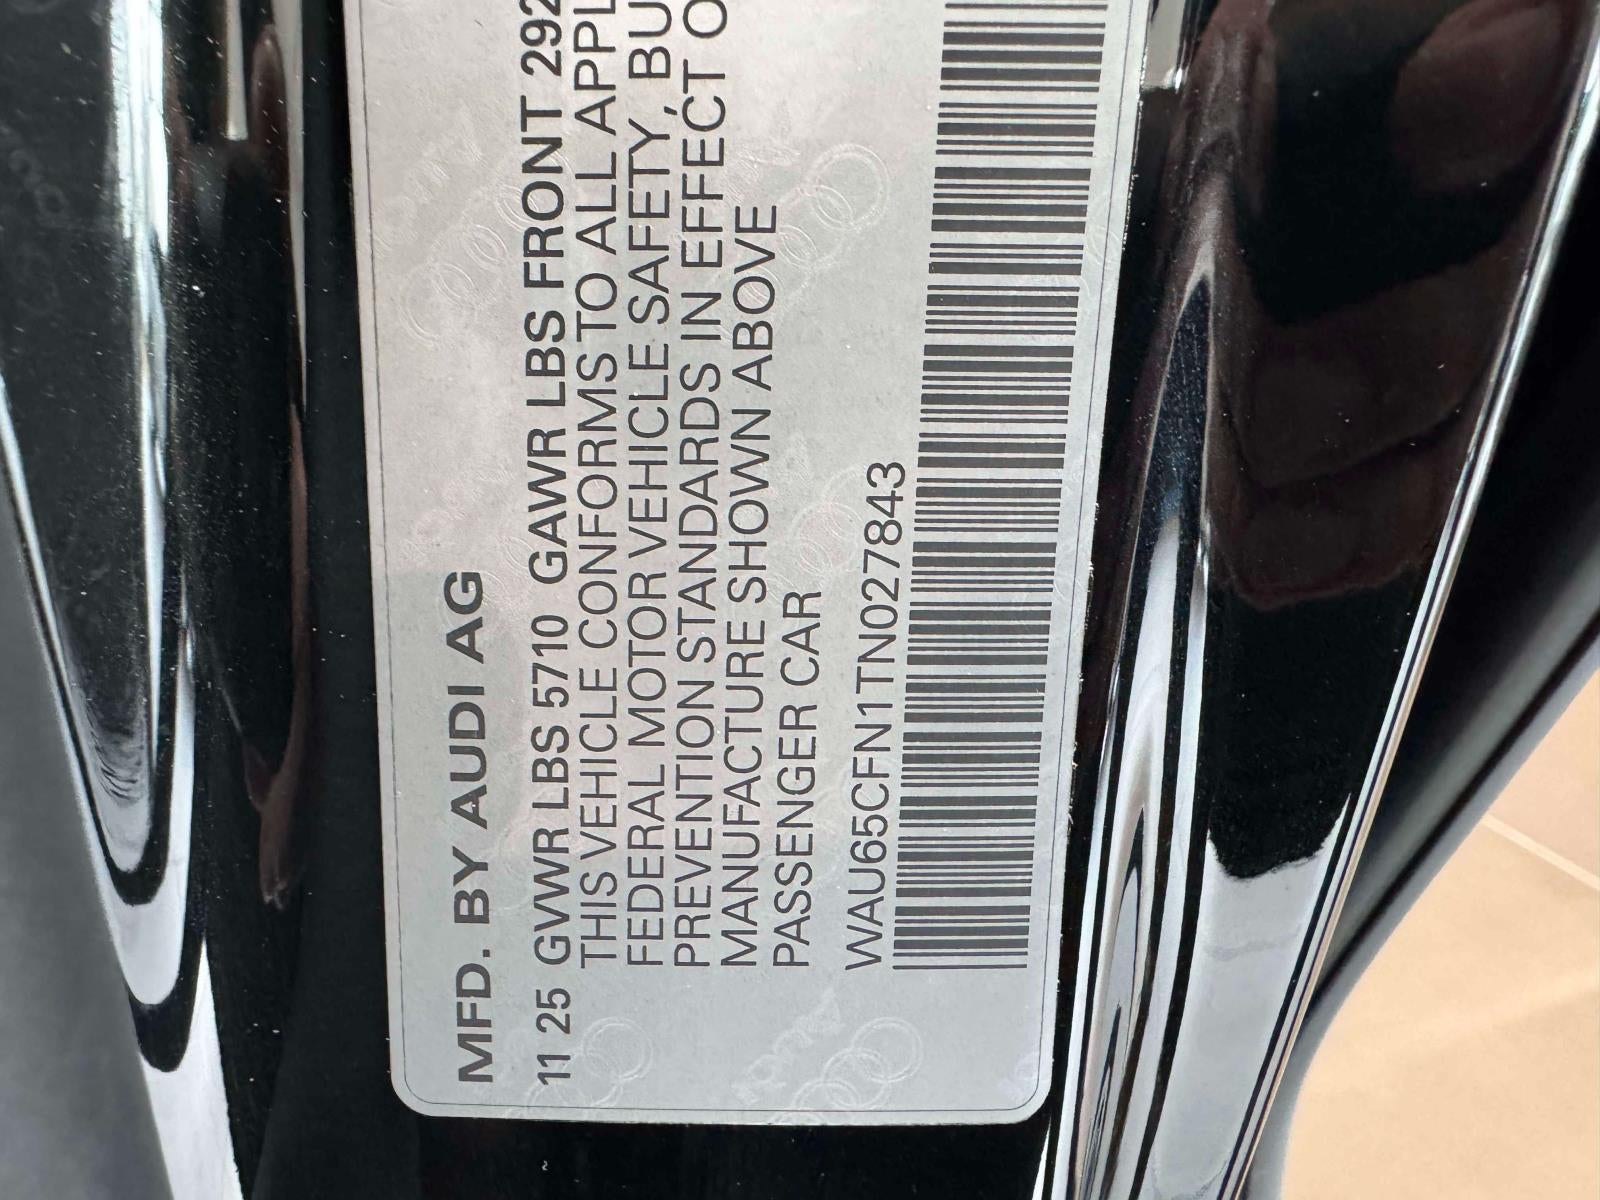 MFD. BY AUDI AG
11 25 GVWR LBS 5710 GAWR LBS FRONT 292
THIS VEHICLE CONFORMS TO ALL APPL
FEDERAL MOTOR VEHICLE SAFETY, BU
PREVENTION STANDARDS IN EFFECT O
MANUFACTURE SHOWN ABOVE
PASSENGER CAR
WAU65CFN1TN027843